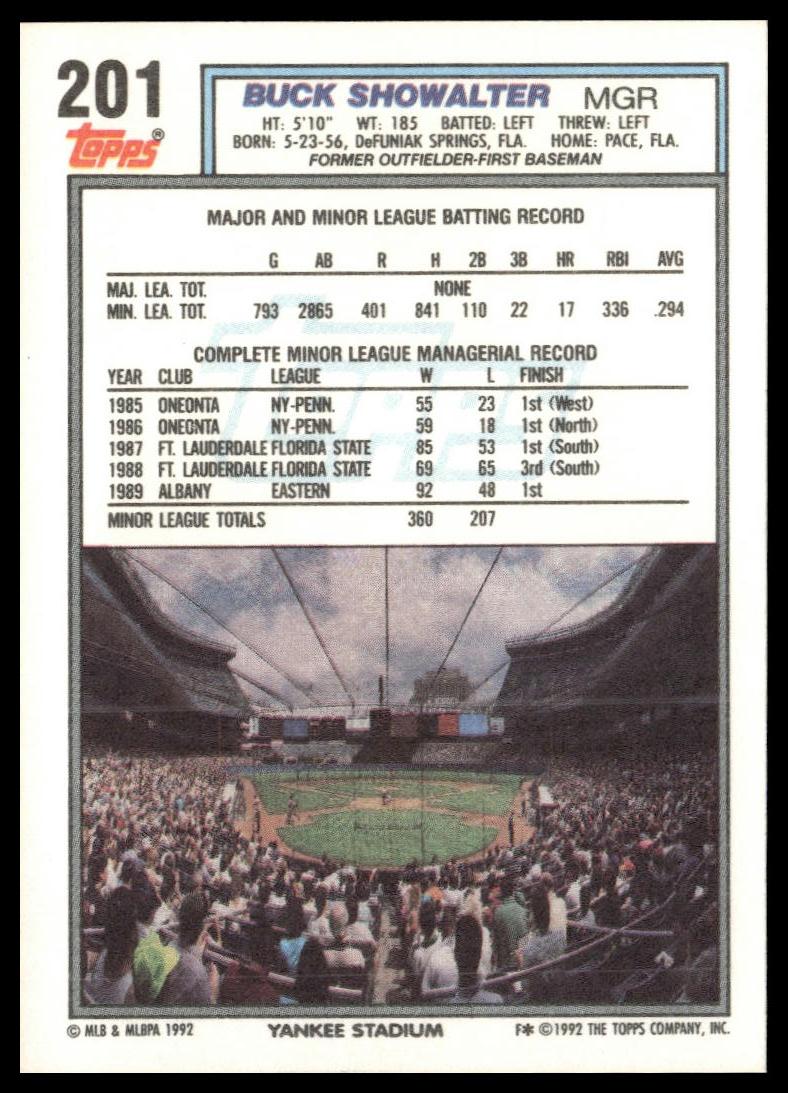 201
Topps®
BUCK SHOWALTER MGR
HT: 5'10" WT: 185 BATTED: LEFT THREW: LEFT
BORN: 5-23-56, DeFUNIAK SPRINGS, FLA. HOME: PACE, FLA.
FORMER OUTFIELDER-FIRST BASEMAN
MAJOR AND MINOR LEAGUE BATTING RECORD
G AB R H 2B 3B HR RBI AVG
MAJ. LEA. TOT. NONE
MIN. LEA. TOT. 793 2865 401 841 110 22 17 336 .294
COMPLETE MINOR LEAGUE MANAGERIAL RECORD
YEAR CLUB LEAGUE W L FINISH
1985 ONEONTA NY-PENN. 55 23 1st (West)
1986 ONEONTA NY-PENN. 59 18 1st (North)
1987 FT. LAUDERDALE FLORIDA STATE 85 53 1st (South)
1988 FT. LAUDERDALE FLORIDA STATE 69 65 3rd (South)
1989 ALBANY EASTERN 92 48 1st
MINOR LEAGUE TOTALS 360 207
© MLB & MLBPA 1992 YANKEE STADIUM F* © 1992 THE TOPPS COMPANY, INC.